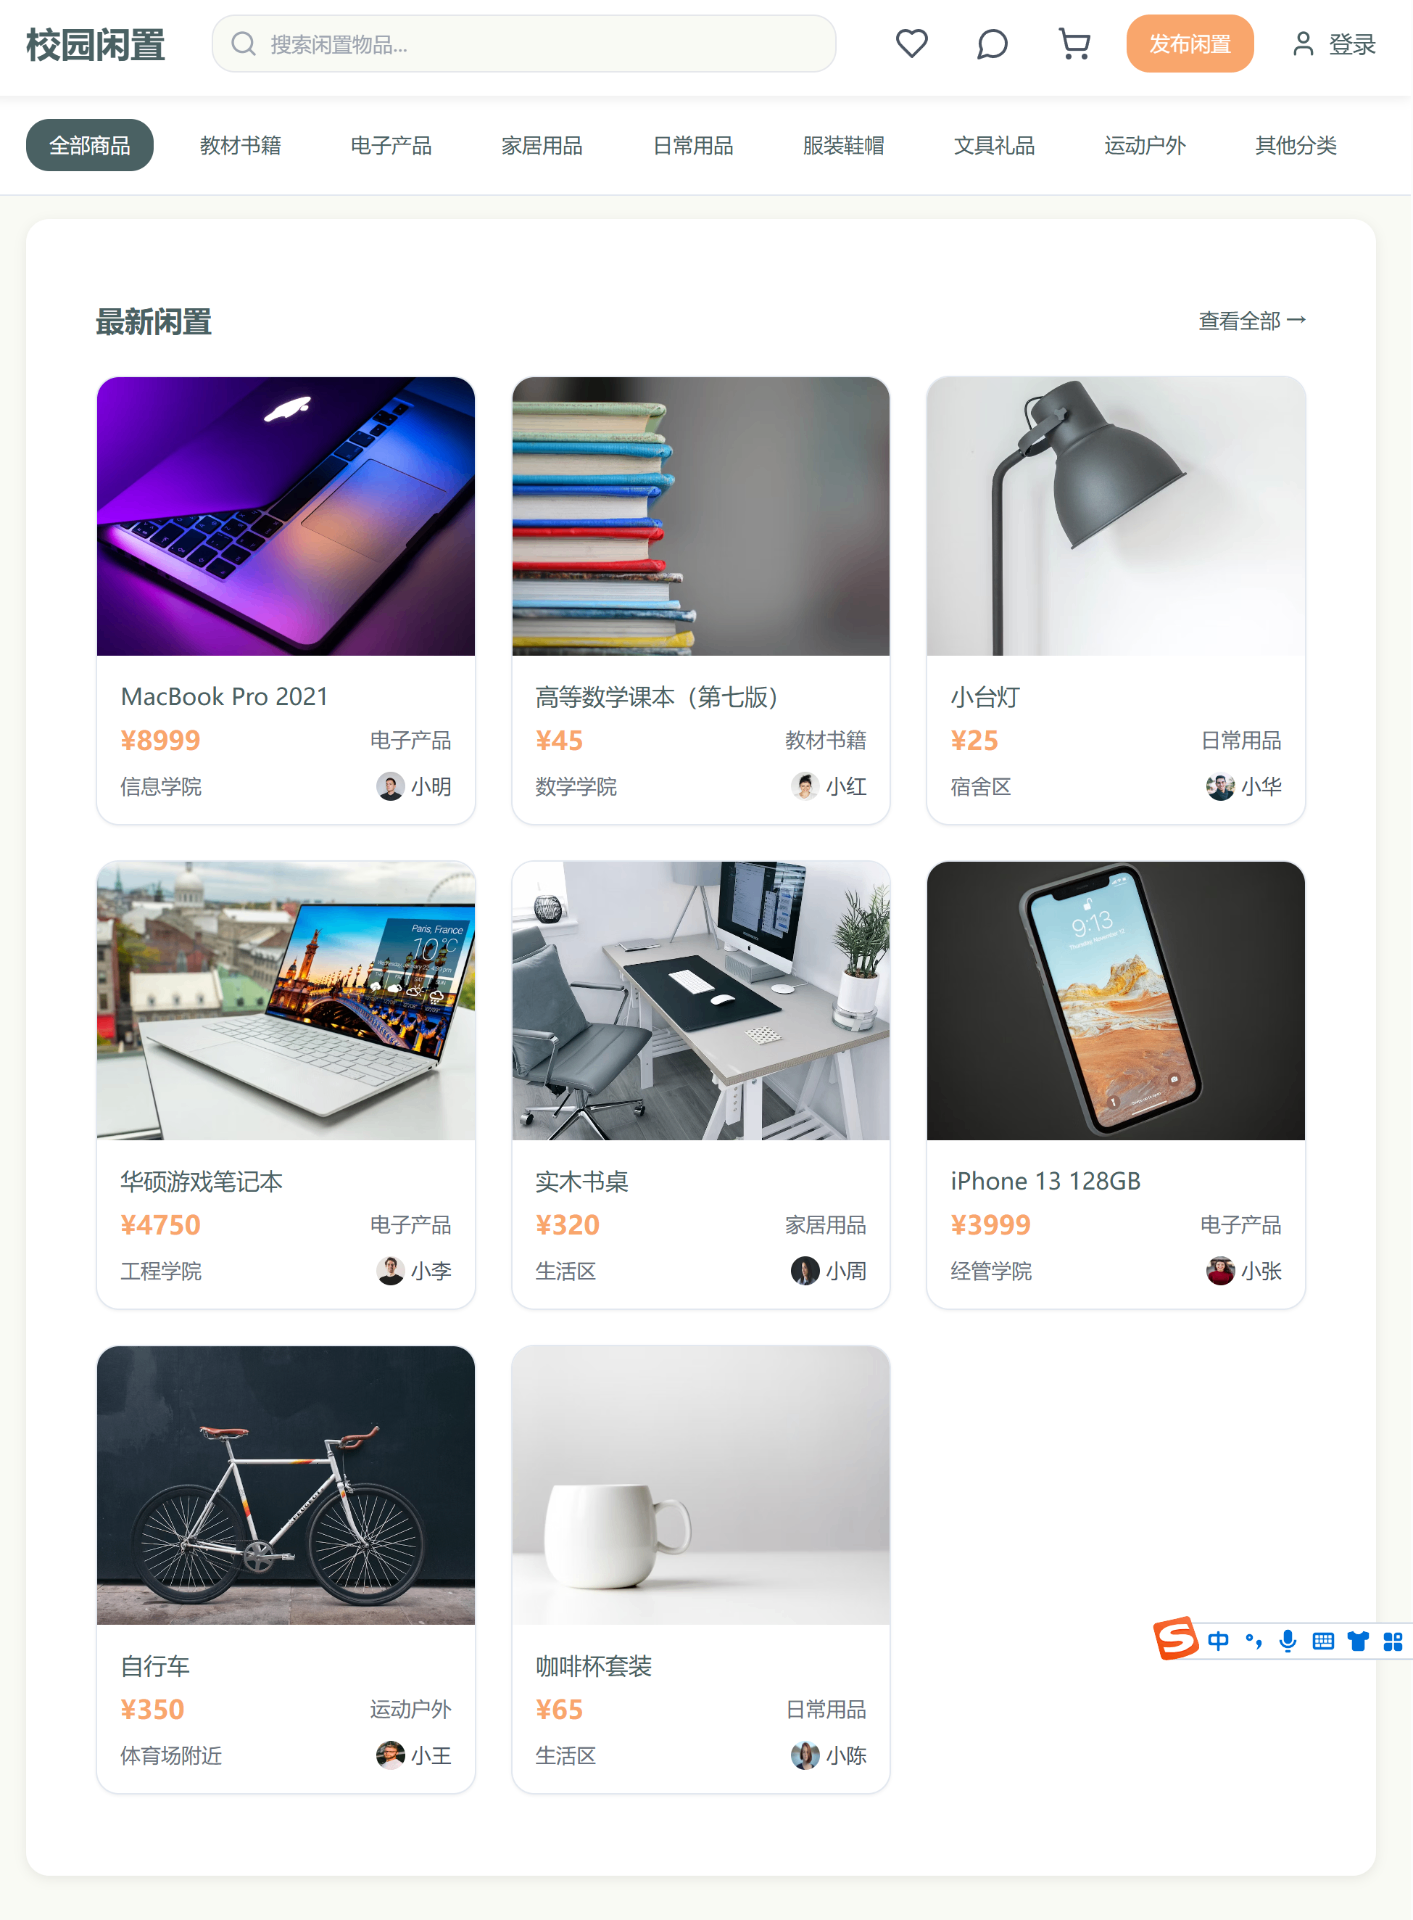 校园闲置
搜索闲置物品...
发布闲置
登录
全部商品
教材书籍
电子产品
家居用品
日常用品
服装鞋帽
文具礼品
运动户外
其他分类
最新闲置
查看全部 →
MacBook Pro 2021
¥8999
电子产品
信息学院
小明
高等数学课本（第七版）
¥45
教材书籍
数学学院
小红
小台灯
¥25
日常用品
宿舍区
小华
Paris, France
10°C
华硕游戏笔记本
¥4750
电子产品
工程学院
小李
实木书桌
¥320
家居用品
生活区
小周
9:13
iPhone 13 128GB
¥3999
电子产品
经管学院
小张
自行车
¥350
运动户外
体育场附近
小王
咖啡杯套装
¥65
日常用品
生活区
小陈
S 中